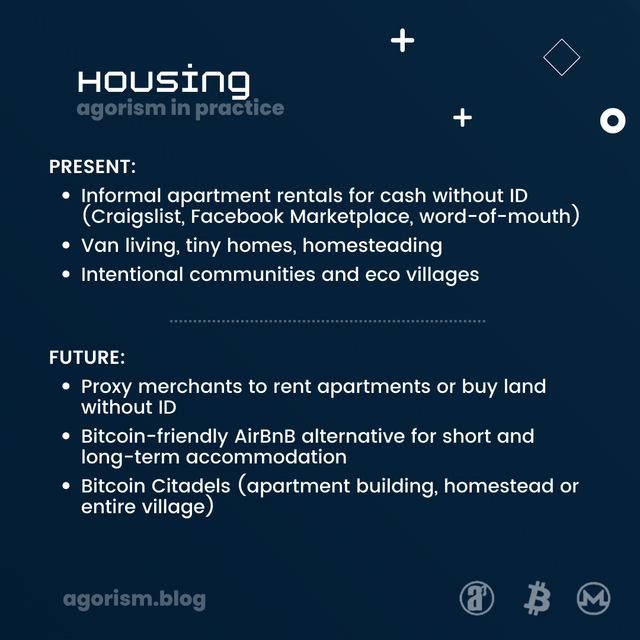 Housing
agorism in practice
PRESENT:
• Informal apartment rentals for cash without ID
(Craigslist, Facebook Marketplace, word-of-mouth)
• Van living, tiny homes, homesteading
• Intentional communities and eco villages
FUTURE:
• Proxy merchants to rent apartments or buy land
without ID
• Bitcoin-friendly AirBnB alternative for short and
long-term accommodation
• Bitcoin Citadels (apartment building, homestead or
entire village)
agorism.blog